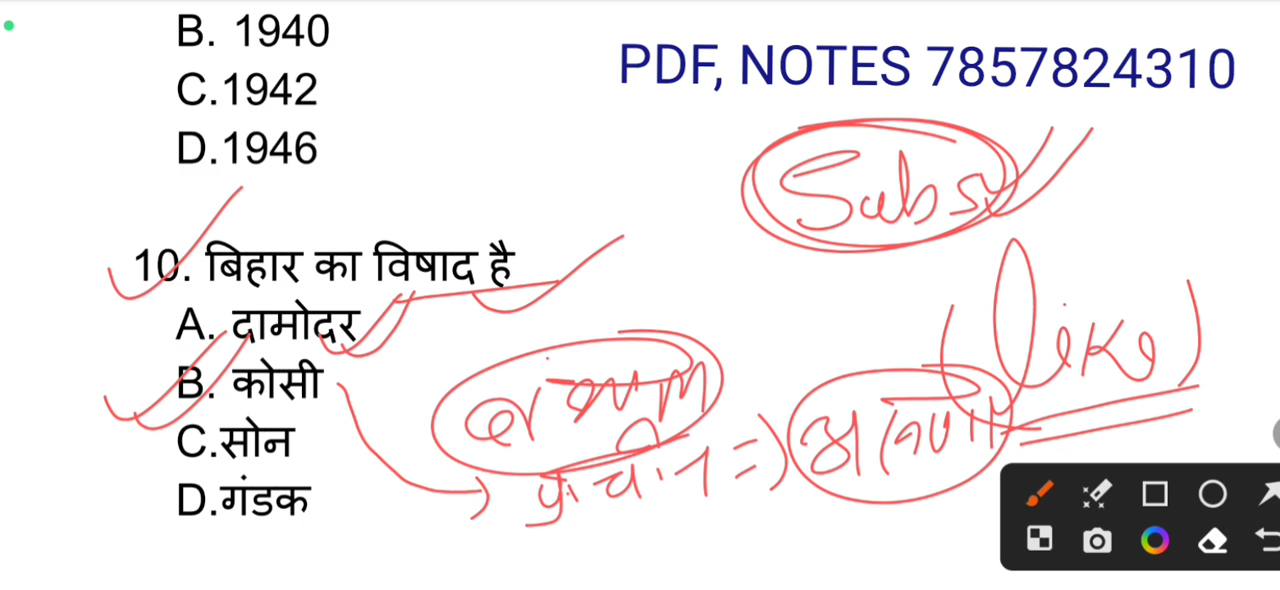 B. 1940
PDF, NOTES 7857824310
C.1942
D.1946
Subs
10. बिहार का विषाद है
A. दामोदर
(like)
B. कोसी
C.सोन
D.गंडक